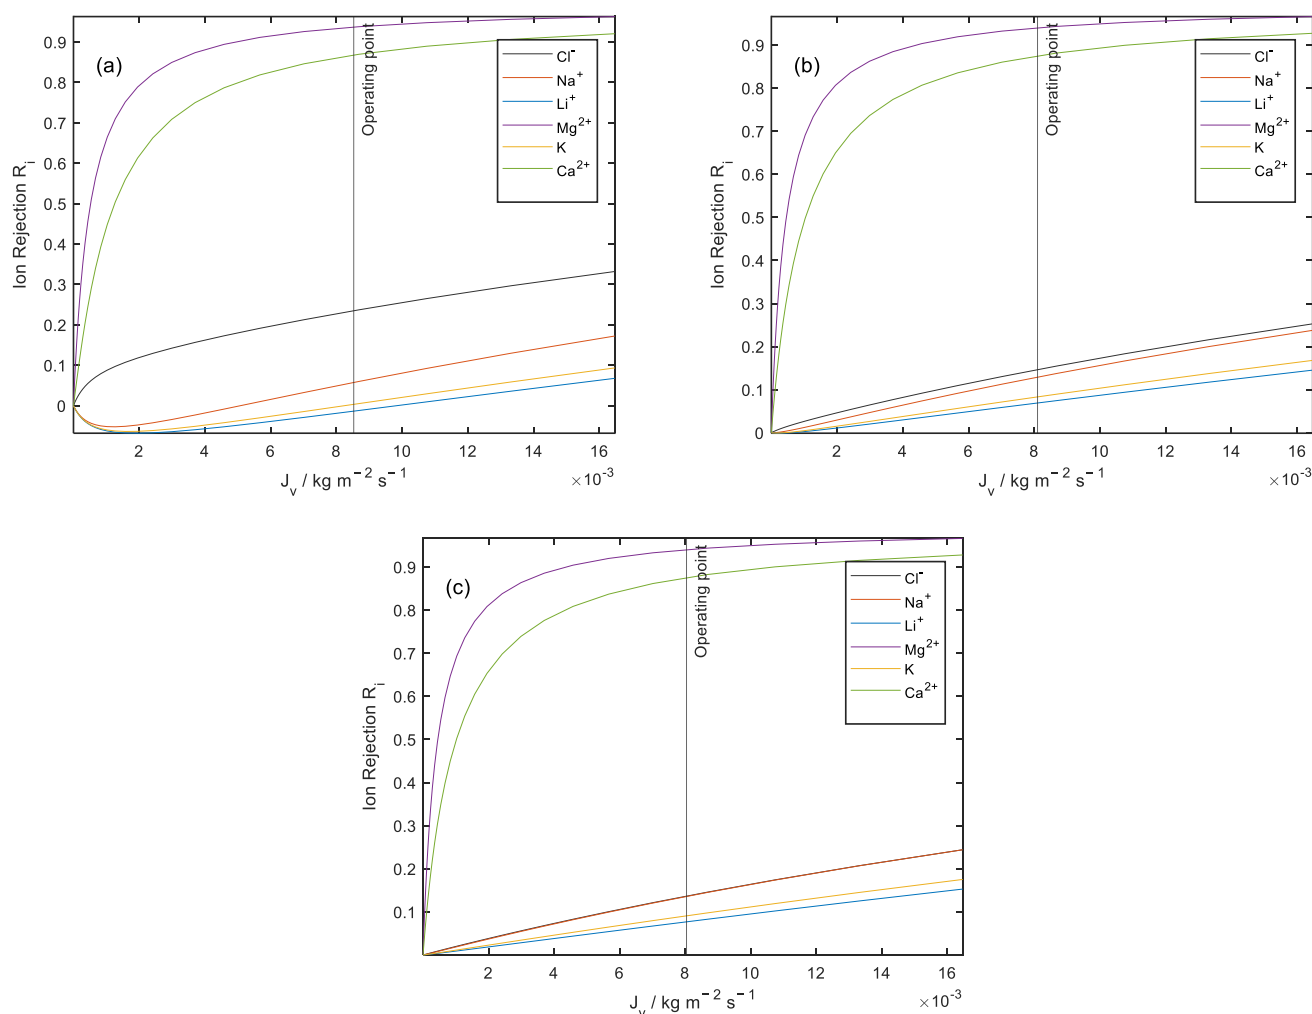 (a)
Ion Rejection R_i
0.9
0.8
0.7
0.6
0.5
0.4
0.3
0.2
0.1
0
Operating point
Cl^-
Na^+
Li^+
Mg^2+
K
Ca^2+
2 4 6 8 10 12 14 16
J_v / kg m^-2 s^-1
×10^-3
(b)
Ion Rejection R_i
0.9
0.8
0.7
0.6
0.5
0.4
0.3
0.2
0.1
0
Operating point
Cl^-
Na^+
Li^+
Mg^2+
K
Ca^2+
2 4 6 8 10 12 14 16
J_v / kg m^-2 s^-1
×10^-3
(c)
Ion Rejection R_i
0.9
0.8
0.7
0.6
0.5
0.4
0.3
0.2
0.1
Operating point
Cl^-
Na^+
Li^+
Mg^2+
K
Ca^2+
2 4 6 8 10 12 14 16
J_v / kg m^-2 s^-1
×10^-3